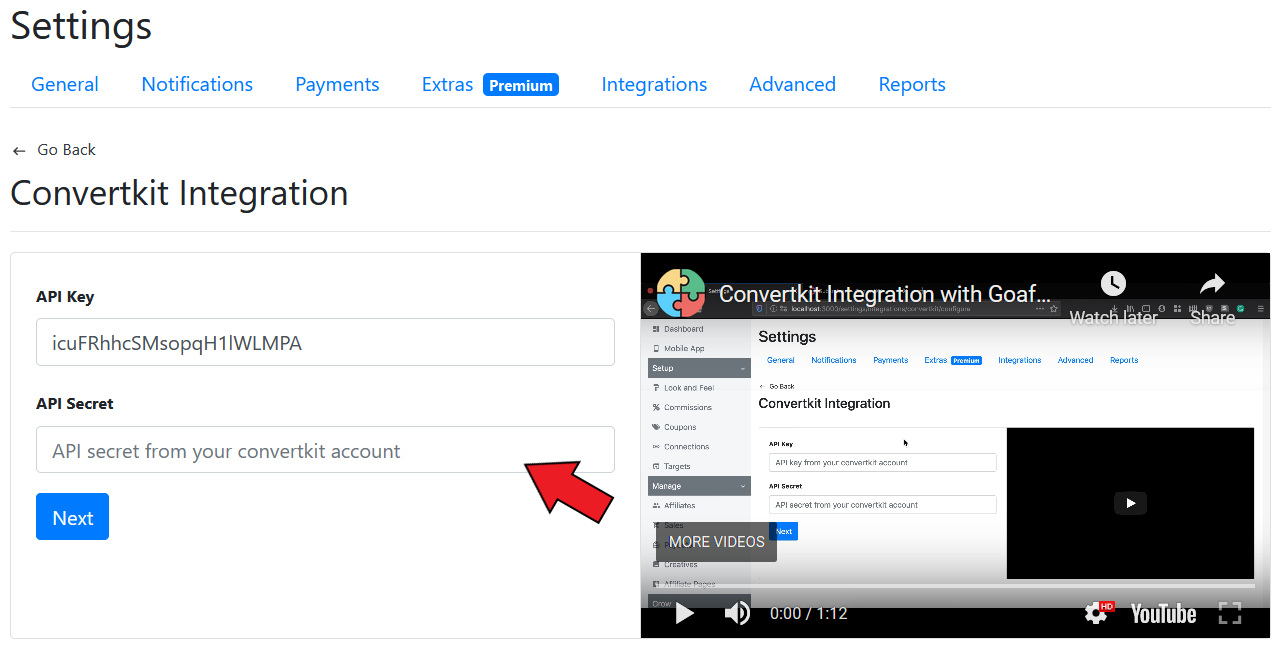 Settings
General Notifications Payments Extras Premium Integrations Advanced Reports
← Go Back
Convertkit Integration
API Key
icuFRhhcSMsopqH1lWLMPA
API Secret
API secret from your convertkit account
Next
Convertkit Integration with Goaf...
Watch later Share
localhost:3000/settings/integrations/convertkit/configure
Dashboard
Mobile App
Setup
Look and Feel
Commissions
Coupons
Connections
Targets
Manage
Affiliates
Sales
Creatives
Affiliate Pages
Grow
Settings
General Notifications Payments Extras Premium Integrations Advanced Reports
← Go Back
Convertkit Integration
API Key
API key from your convertkit account
API Secret
API secret from your convertkit account
Next
MORE VIDEOS
0:00 / 1:12
HD
YouTube